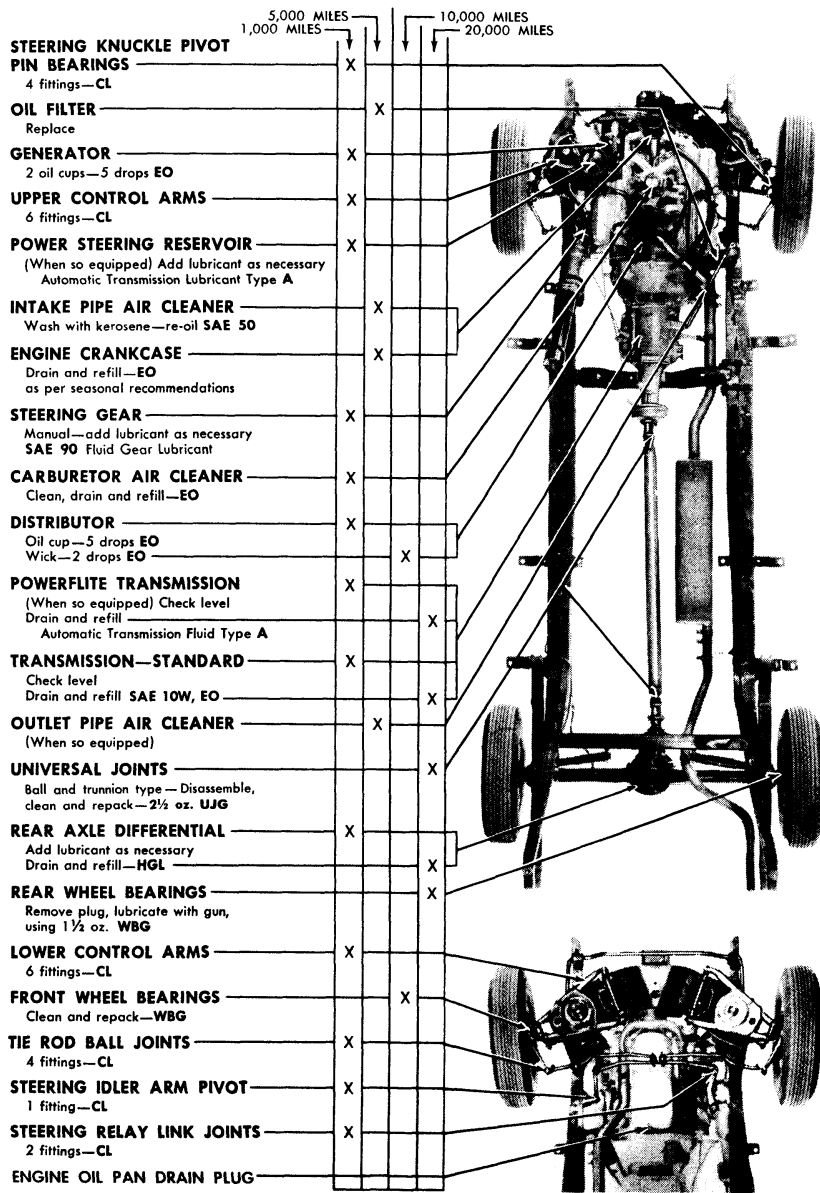 5,000 MILES
10,000 MILES
1,000 MILES
20,000 MILES
STEERING KNUCKLE PIVOT
PIN BEARINGS X
4 fittings—CL
OIL FILTER X
Replace
GENERATOR X
2 oil cups—5 drops EO
UPPER CONTROL ARMS X
6 fittings—CL
POWER STEERING RESERVOIR X
(When so equipped) Add lubricant as necessary
Automatic Transmission Lubricant Type A
INTAKE PIPE AIR CLEANER X
Wash with kerosene—re-oil SAE 50
ENGINE CRANKCASE X
Drain and refill—EO
as per seasonal recommendations
STEERING GEAR X
Manual—add lubricant as necessary
SAE 90 Fluid Gear Lubricant
CARBURETOR AIR CLEANER X
Clean, drain and refill—EO
DISTRIBUTOR X
Oil cup—5 drops EO
Wick—2 drops EO X
POWERFLITE TRANSMISSION X
(When so equipped) Check level
Drain and refill X
Automatic Transmission Fluid Type A
TRANSMISSION—STANDARD X
Check level
Drain and refill SAE 10W, EO X
OUTLET PIPE AIR CLEANER X
(When so equipped)
UNIVERSAL JOINTS X
Ball and trunnion type—Disassemble,
clean and repack—2½ oz. UJG
REAR AXLE DIFFERENTIAL X
Add lubricant as necessary
Drain and refill—HGL X
REAR WHEEL BEARINGS X
Remove plug, lubricate with gun,
using 1½ oz. WBG
LOWER CONTROL ARMS X
6 fittings—CL
FRONT WHEEL BEARINGS X
Clean and repack—WBG
TIE ROD BALL JOINTS X
4 fittings—CL
STEERING IDLER ARM PIVOT X
1 fitting—CL
STEERING RELAY LINK JOINTS X
2 fittings—CL
ENGINE OIL PAN DRAIN PLUG